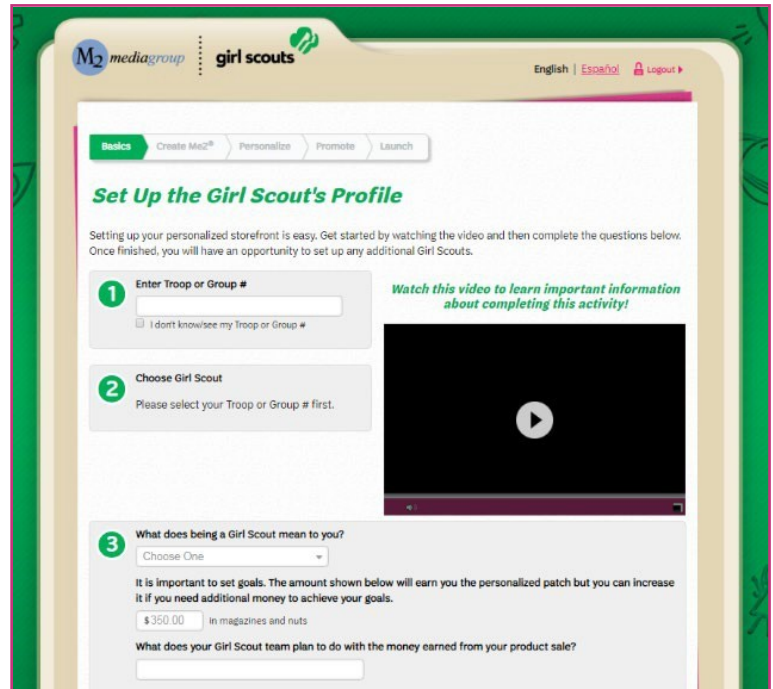 M2 mediagroup
girl scouts
English | Español Logout
Basics Create Me2® Personalize Promote Launch
Set Up the Girl Scout's Profile
Setting up your personalized storefront is easy. Get started by watching the video and then complete the questions below.
Once finished, you will have an opportunity to set up any additional Girl Scouts.
1 Enter Troop or Group #
I don't know/see my Troop or Group #
Watch this video to learn important information
about completing this activity!
2 Choose Girl Scout
Please select your Troop or Group # first.
3 What does being a Girl Scout mean to you?
Choose One
It is important to set goals. The amount shown below will earn you the personalized patch but you can increase
it if you need additional money to achieve your goals.
$350.00 in magazines and nuts
What does your Girl Scout team plan to do with the money earned from your product sale?